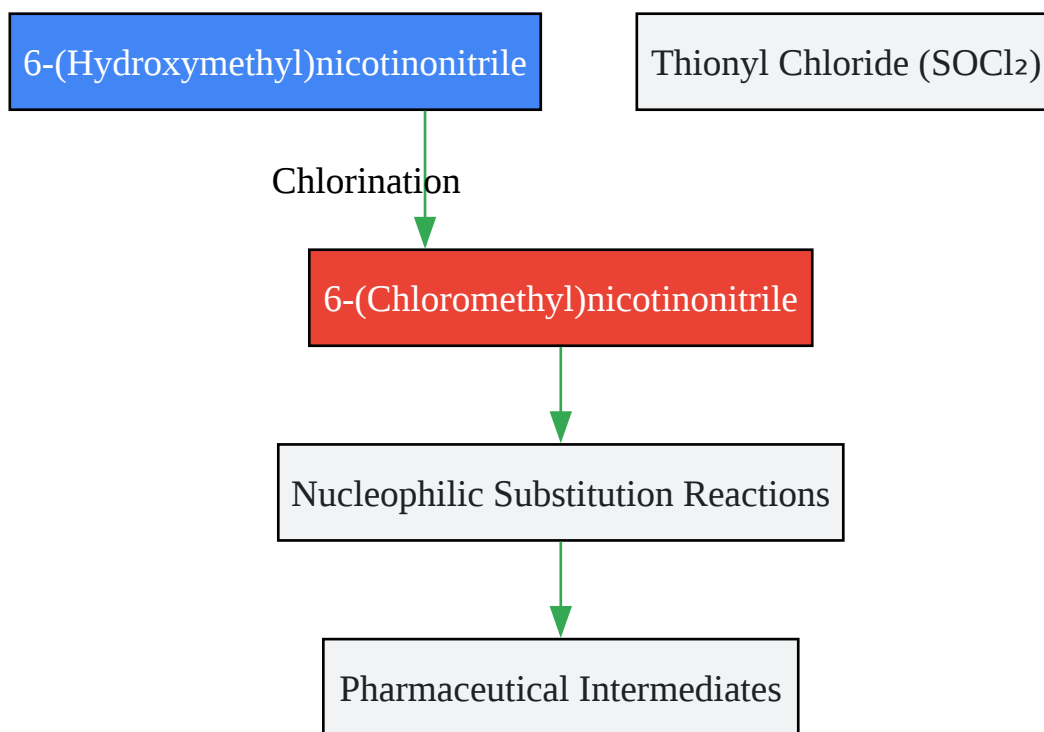 6-(Hydroxymethyl)nicotinonitrile
Thionyl Chloride (SOCl₂)
Chlorination
6-(Chloromethyl)nicotinonitrile
Nucleophilic Substitution Reactions
Pharmaceutical Intermediates